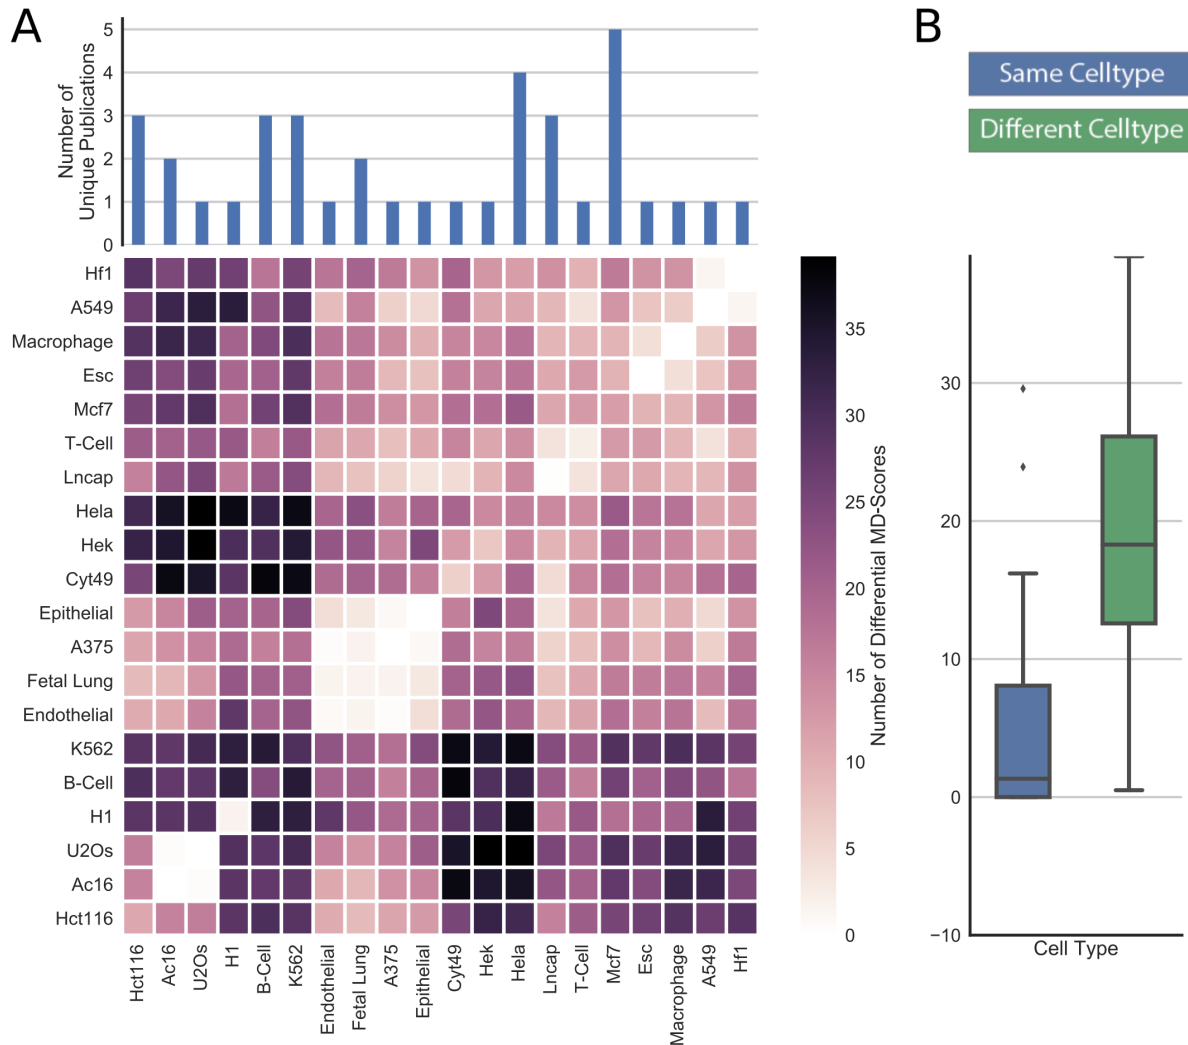 A
B
Number of
Unique Publications
5
4
3
2
1
0
Same Celltype
Different Celltype
Hf1
A549
Macrophage
Esc
Mcf7
T-Cell
Lncap
Hela
Hek
Cyt49
Epithelial
A375
Fetal Lung
Endothelial
K562
B-Cell
H1
U2Os
Ac16
Hct116
Hct116
Ac16
U2Os
H1
B-Cell
K562
Endothelial
Fetal Lung
A375
Epithelial
Cyt49
Hek
Hela
Lncap
T-Cell
Mcf7
Esc
Macrophage
A549
Hf1
35
30
25
20
15
10
5
0
Number of Differential MD-Scores
30
20
10
0
−10
Cell Type